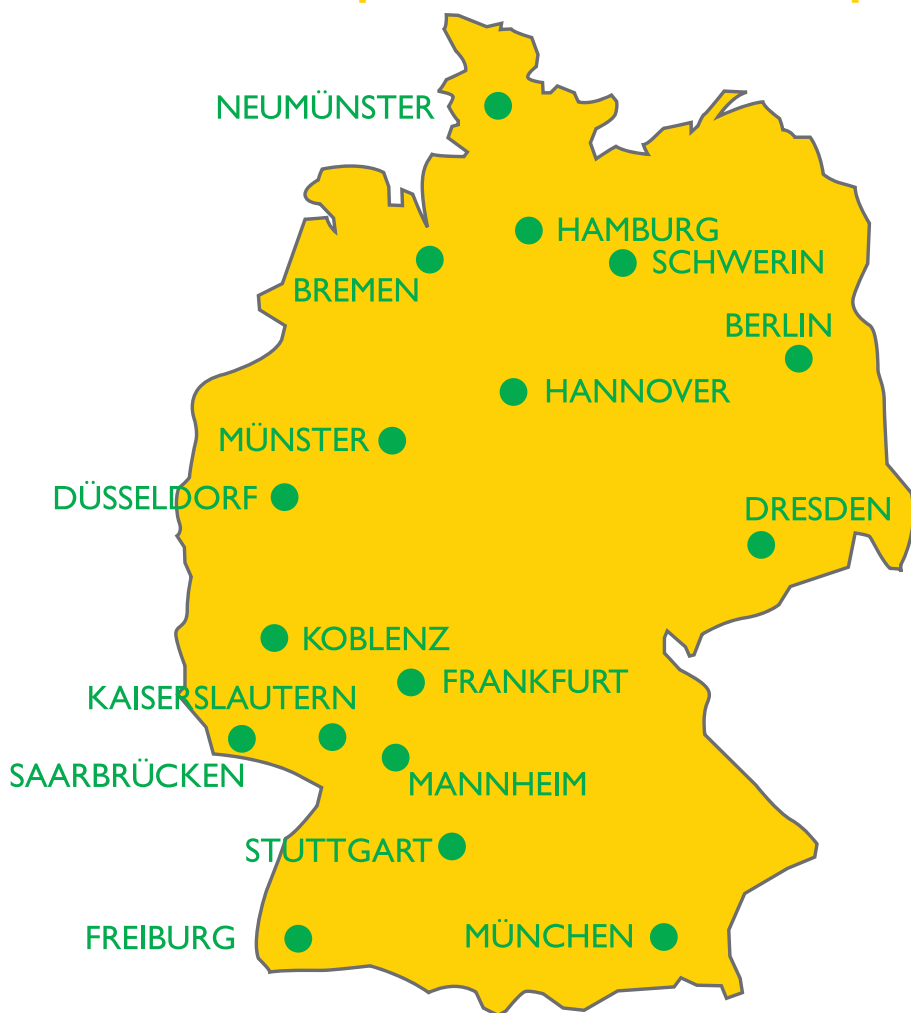 NEUMÜNSTER
HAMBURG
SCHWERIN
BREMEN
BERLIN
HANNOVER
MÜNSTER
DÜSSELDORF
DRESDEN
KOBLENZ
FRANKFURT
KAISERSLAUTERN
SAARBRÜCKEN
MANNHEIM
STUTTGART
FREIBURG
MÜNCHEN